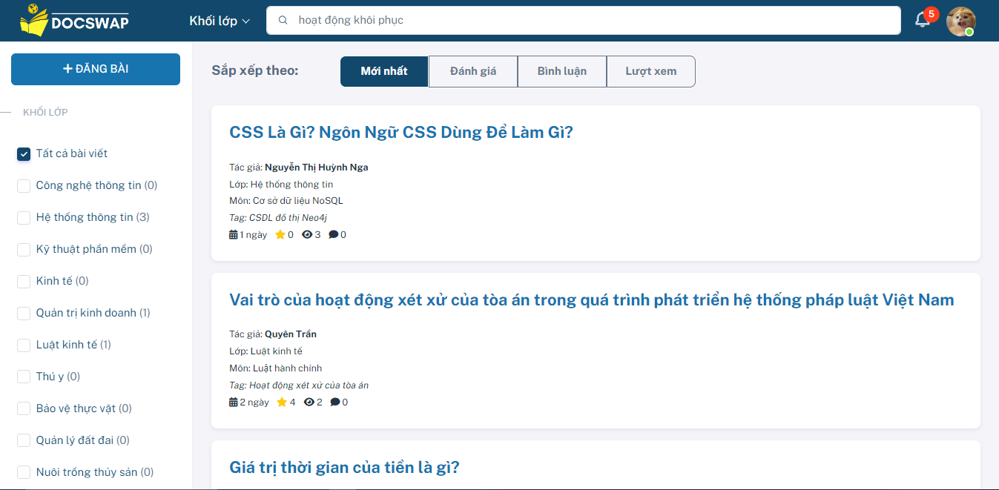 DOCSWAP
Khối lớp
hoạt động khôi phục
5
+ ĐĂNG BÀI
KHỐI LỚP
Tất cả bài viết
Công nghệ thông tin (0)
Hệ thống thông tin (3)
Kỹ thuật phần mềm (0)
Kinh tế (0)
Quản trị kinh doanh (1)
Luật kinh tế (1)
Thú y (0)
Bảo vệ thực vật (0)
Quản lý đất đai (0)
Nuôi trồng thủy sản (0)
Sắp xếp theo:
Mới nhất
Đánh giá
Bình luận
Lượt xem
CSS Là Gì? Ngôn Ngữ CSS Dùng Để Làm Gì?
Tác giả: Nguyễn Thị Huỳnh Nga
Lớp: Hệ thống thông tin
Môn: Cơ sở dữ liệu NoSQL
Tag: CSDL đồ thị Neo4j
1 ngày 0 3 0
Vai trò của hoạt động xét xử của tòa án trong quá trình phát triển hệ thống pháp luật Việt Nam
Tác giả: Quyên Trần
Lớp: Luật kinh tế
Môn: Luật hành chính
Tag: Hoạt động xét xử của tòa án
2 ngày 4 2 0
Giá trị thời gian của tiền là gì?